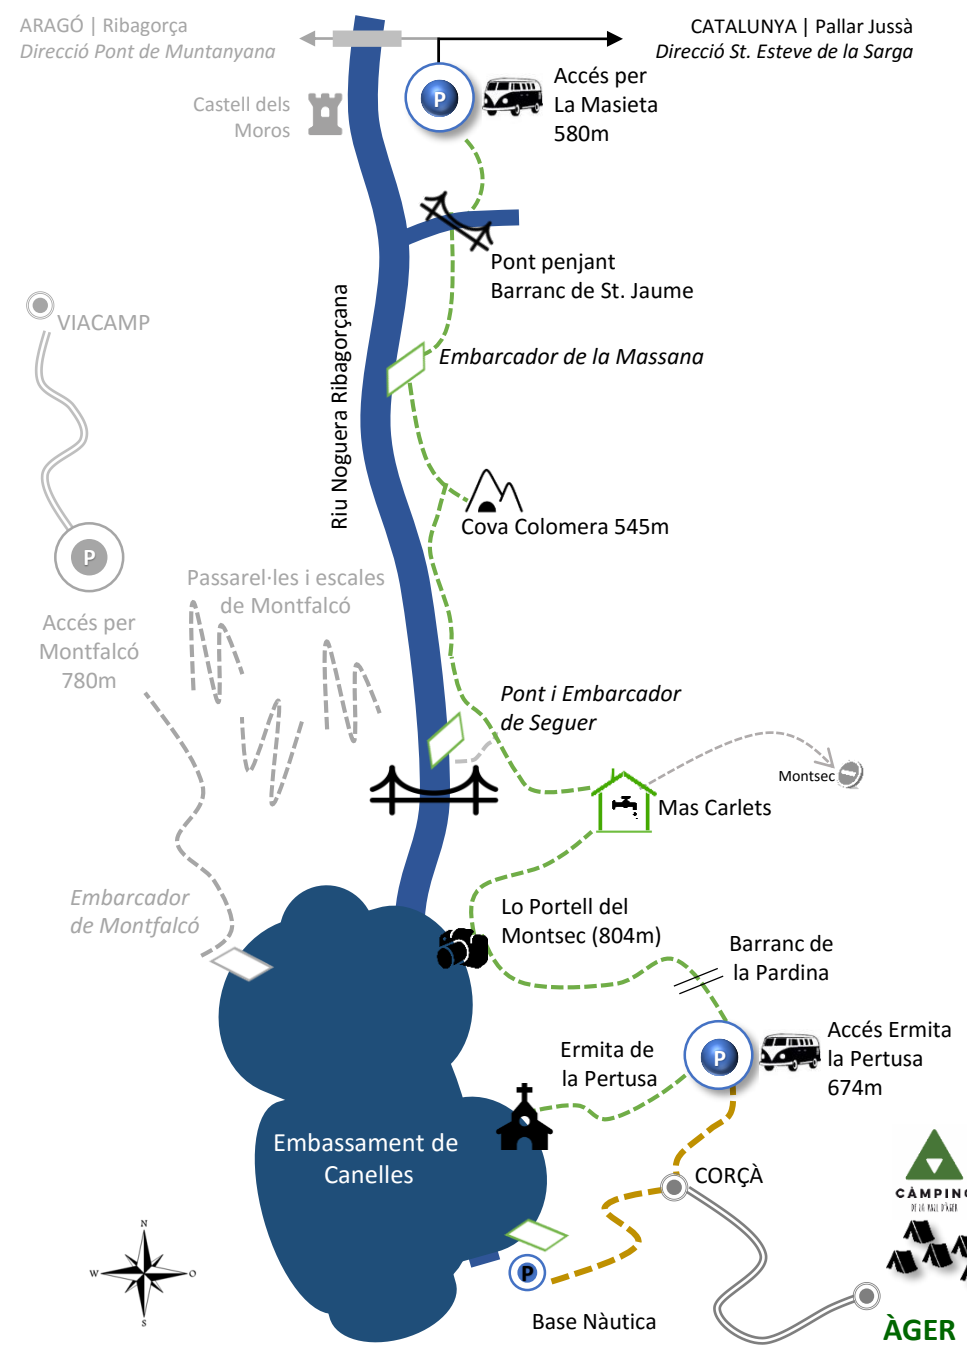 ARAGÓ | Ribagorça
Direcció Pont de Muntanyana
CATALUNYA | Pallar Jussà
Direcció St. Esteve de la Sarga
Castell dels
Moros
P
Accés per
La Masieta
580m
Pont penjant
Barranc de St. Jaume
VIACAMP
Riu Noguera Ribagorçana
Embarcador de la Massana
Cova Colomera 545m
P
Passarel·les i escales
de Montfalcó
Accés per
Montfalcó
780m
Pont i Embarcador
de Seguer
Montsec
Mas Carlets
Embarcador
de Montfalcó
Lo Portell del
Montsec (804m)
Barranc de
la Pardina
Ermita de
la Pertusa
P
Accés Ermita
la Pertusa
674m
Embassament de
Canelles
CORÇÀ
CÀMPING
DE LA VALL D'ÀGER
N
W
O
S
P
Base Nàutica
ÀGER